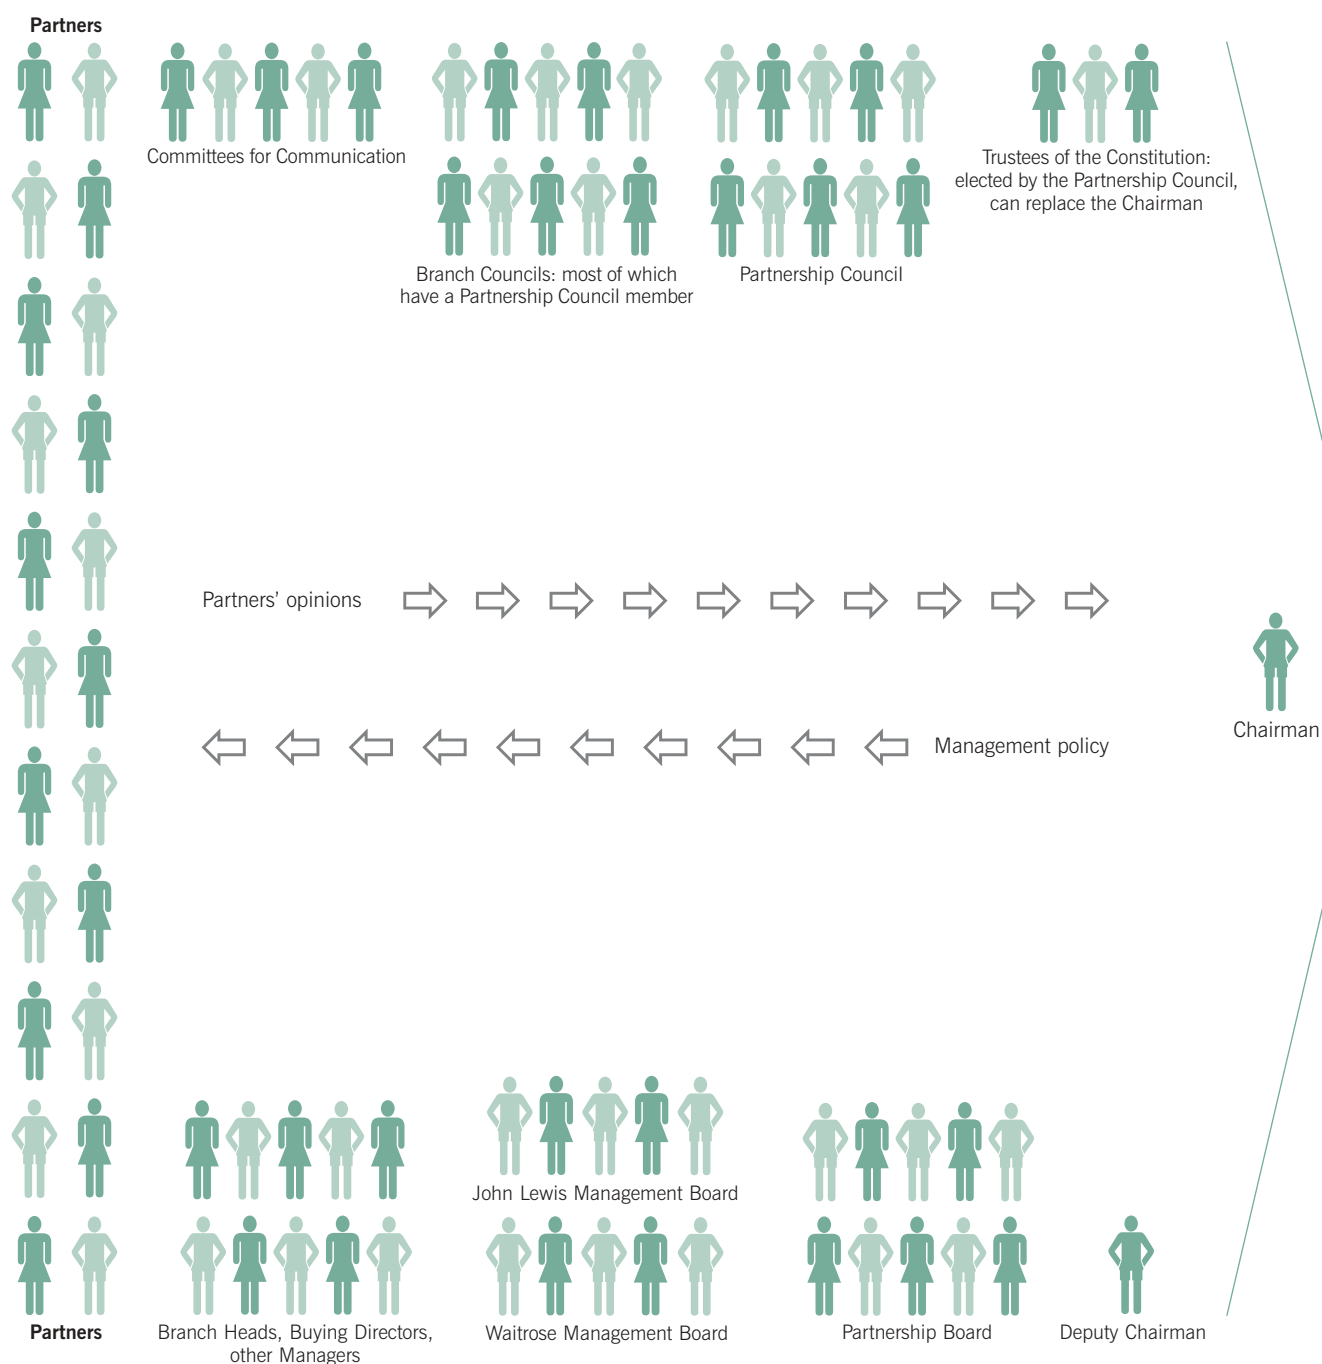 Partners
Committees for Communication
Branch Councils: most of which
have a Partnership Council member
Partnership Council
Trustees of the Constitution:
elected by the Partnership Council,
can replace the Chairman
Partners’ opinions
Chairman
Management policy
John Lewis Management Board
Partners
Branch Heads, Buying Directors,
other Managers
Waitrose Management Board
Partnership Board
Deputy Chairman